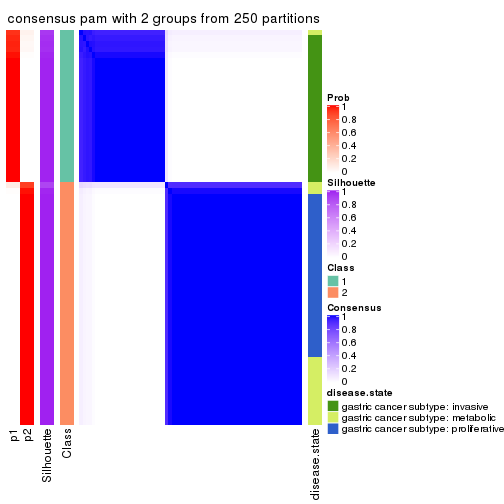 consensus pam with 2 groups from 250 partitions
Prob
1
0.8
0.6
0.4
0.2
0
Silhouette
1
0.8
0.6
0.4
0.2
0
Class
1
2
Consensus
1
0.8
0.6
0.4
0.2
0
disease.state
gastric cancer subtype: invasive
gastric cancer subtype: metabolic
gastric cancer subtype: proliferative
p1
p2
Silhouette
Class
disease.state